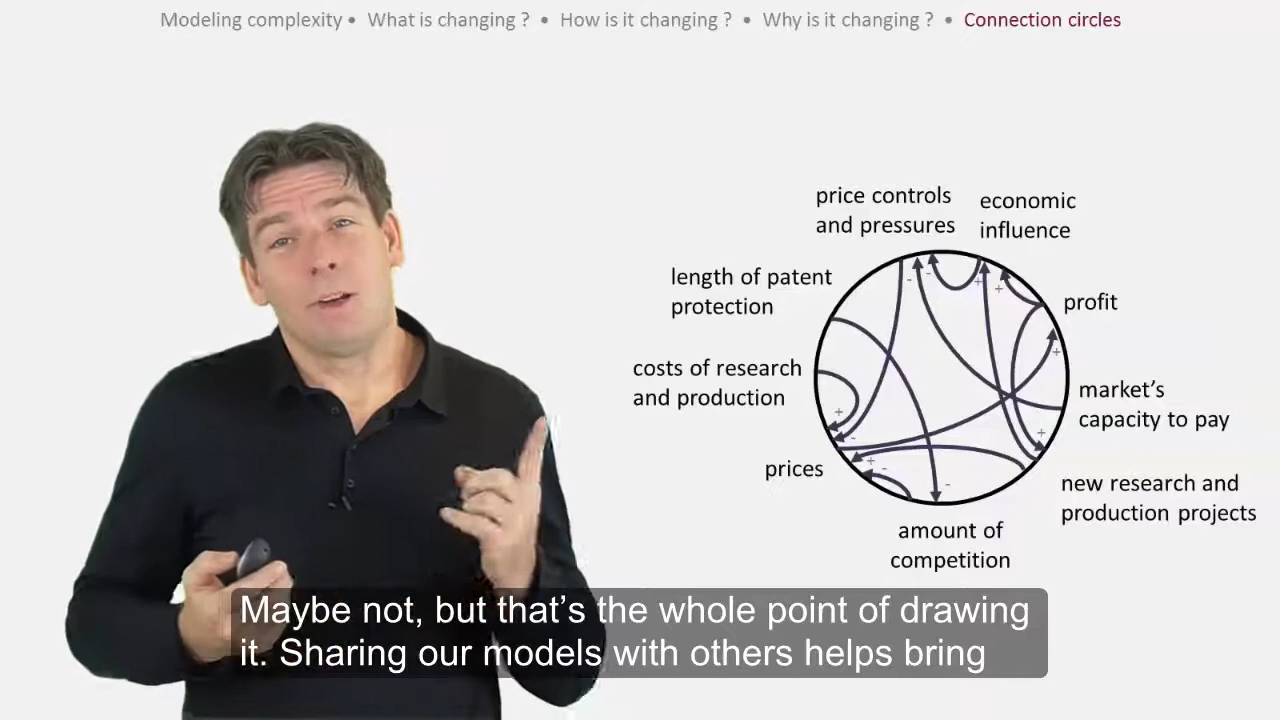 Modeling complexity • What is changing ? • How is it changing ? • Why is it changing ? • Connection circles
price controls
and pressures
economic
influence
length of patent
protection
profit
costs of research
and production
market's
capacity to pay
prices
new research and
production projects
amount of
competition
- - + + + + + - + - -
Maybe not, but that's the whole point of drawing
it. Sharing our models with others helps bring